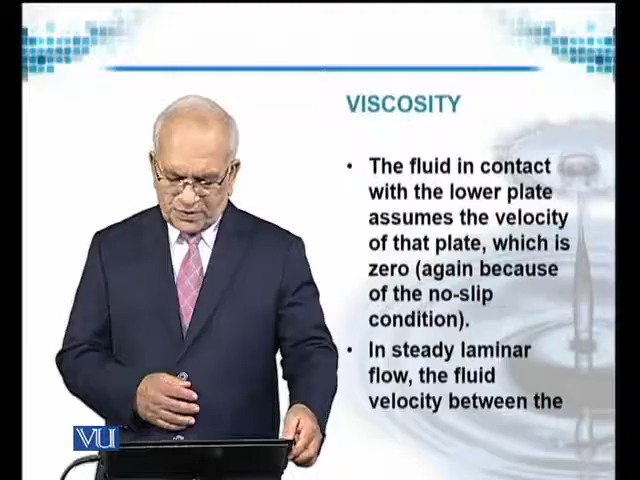 VISCOSITY
• The fluid in contact
with the lower plate
assumes the velocity
of that plate, which is
zero (again because
of the no-slip
condition).
• In steady laminar
flow, the fluid
velocity between the
VU